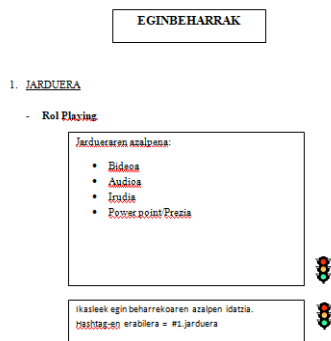 EGINBEHARRAK
1. JARDUERA
- Rol Playing
Jardueraren azalpena:
• Bideoa
• Audioa
• Irudia
• Power point/Prezia
Ikasleek egin beharrekoaren azalpen idatzia.
Hashtag-en erabilera = #1.jarduera